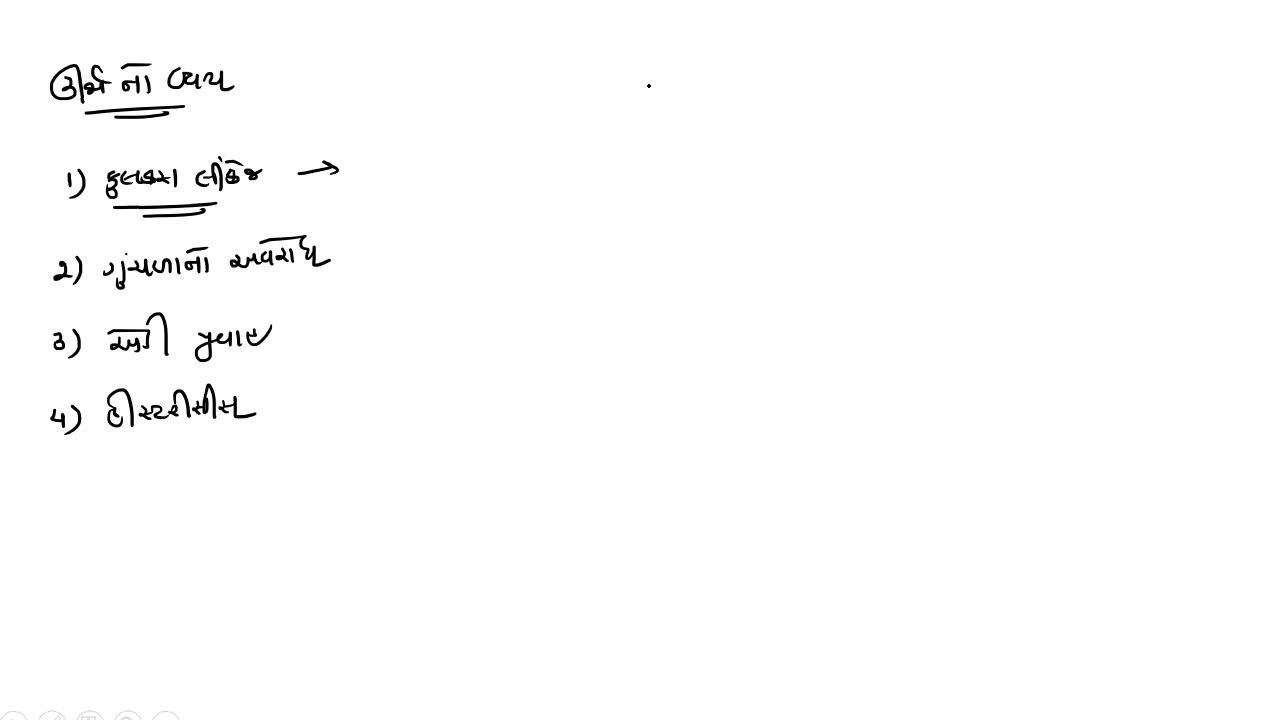 ઊર્જાનો વ્યય
1) ફ્લક્સ લીકેજ →
2) ગૂંચળાનો અવરોધ
3) એડી પ્રવાહ
4) હીસ્ટરીસીસ